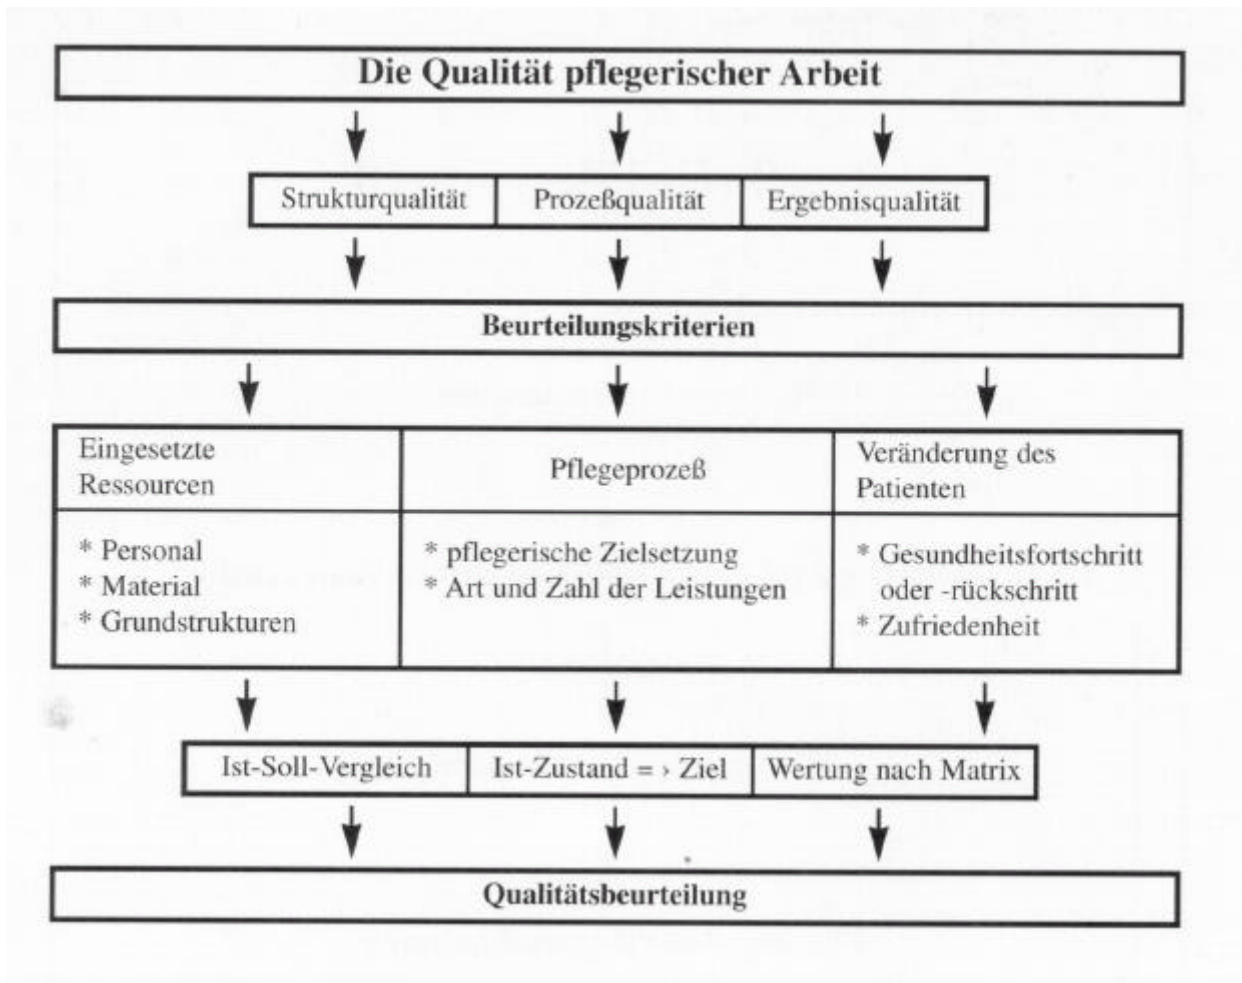 Die Qualität pflegerischer Arbeit
Strukturqualität
Prozeßqualität
Ergebnisqualität
Beurteilungskriterien
Eingesetzte
Ressourcen
Pflegeprozeß
Veränderung des
Patienten
* Personal
* Material
* Grundstrukturen
* pflegerische Zielsetzung
* Art und Zahl der Leistungen
* Gesundheitsfortschritt
oder -rückschritt
* Zufriedenheit
Ist-Soll-Vergleich
Ist-Zustand = › Ziel
Wertung nach Matrix
Qualitätsbeurteilung